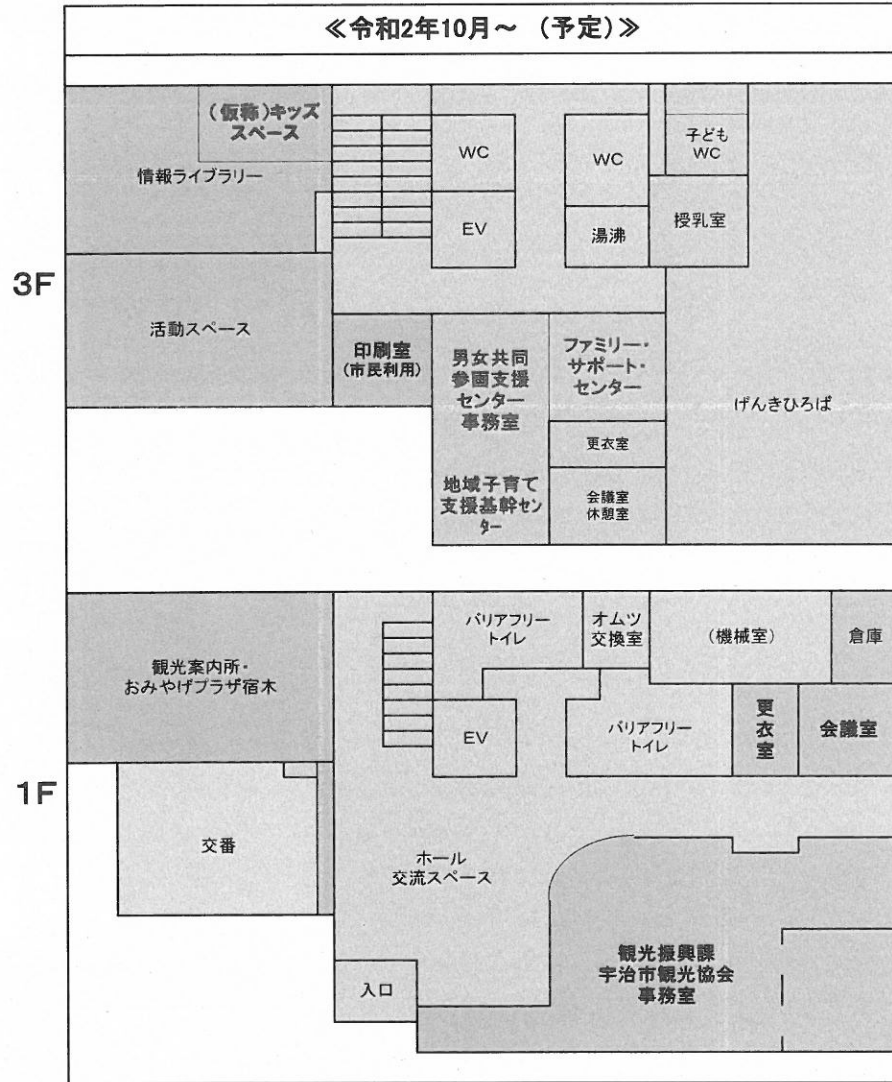 ≪令和2年10月～ （予定）≫
3F
（仮称）キッズ
スペース
情報ライブラリー
WC
EV
WC
湯沸
子ども
WC
授乳室
活動スペース
印刷室
（市民利用）
男女共同
参画支援
センター
事務室
地域子育て
支援基幹セン
ター
ファミリー・
サポート・
センター
更衣室
会議室
休憩室
げんきひろば
1F
観光案内所・
おみやげプラザ宿木
バリアフリー
トイレ
オムツ
交換室
（機械室）
倉庫
EV
バリアフリー
トイレ
更
衣
室
会議室
交番
ホール
交流スペース
観光振興課
宇治市観光協会
事務室
入口